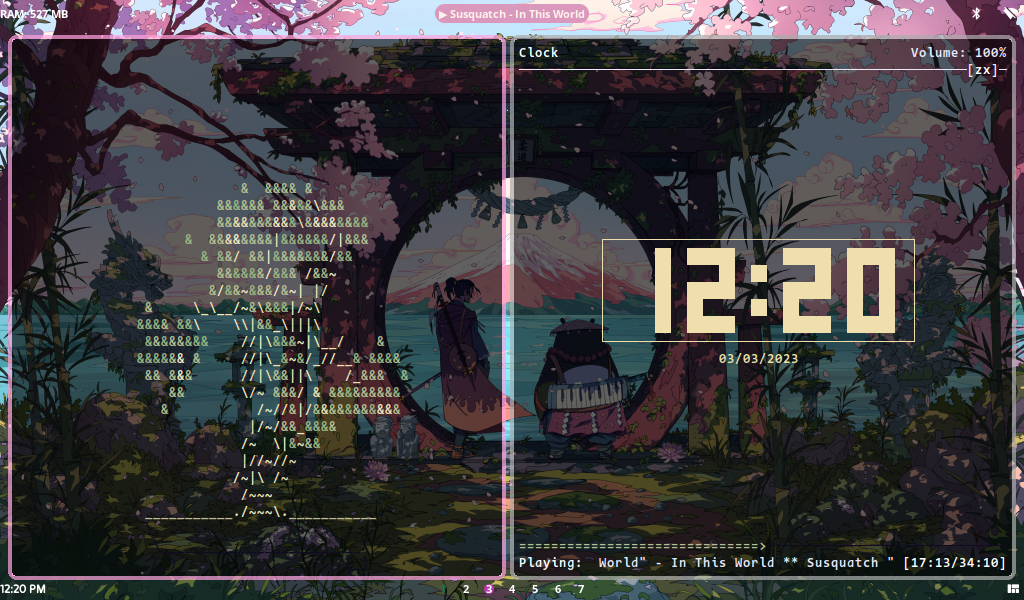 RAM: 527 MB
▶ Susquatch - In This World
Clock
Volume: 100%
[zx]
12:20
03/03/2023
==============================>
Playing: World" - In This World ** Susquatch " [17:13/34:10]
12:20 PM
2 3 4 5 6 7